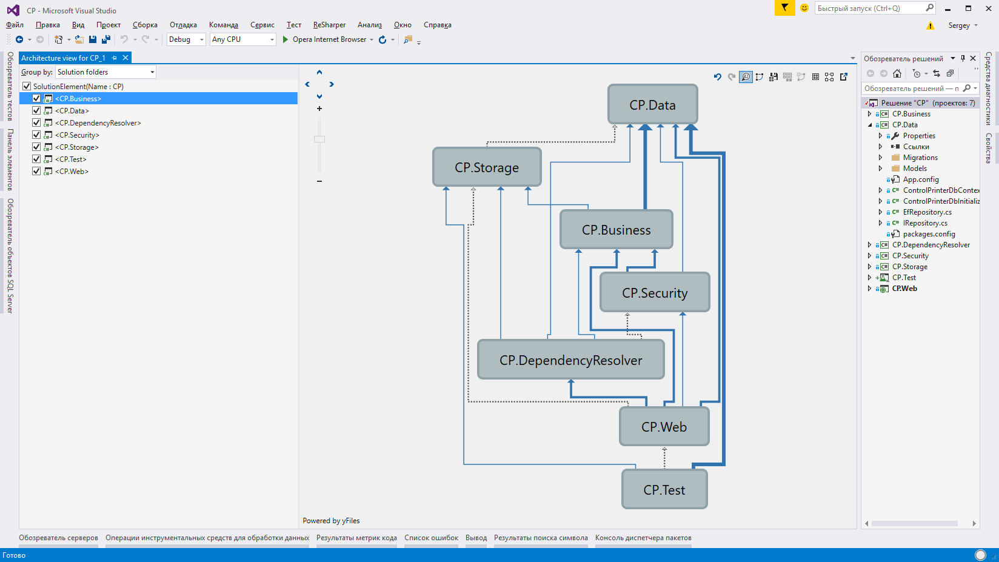 CP - Microsoft Visual Studio
Быстрый запуск (Ctrl+Q)
Файл Правка Вид Проект Сборка Отладка Команда Сервис Тест ReSharper Анализ Окно Справка
Sergey
Debug Any CPU Opera Internet Browser
Обозреватель тестов
Панель элементов
Обозреватель объектов SQL Server
Architecture view for CP_1
Group by: Solution folders
SolutionElement(Name : CP)
<CP.Business>
<CP.Data>
<CP.DependencyResolver>
<CP.Security>
<CP.Storage>
<CP.Test>
<CP.Web>
CP.Data
CP.Storage
CP.Business
CP.Security
CP.DependencyResolver
CP.Web
CP.Test
Powered by yFiles
Обозреватель решений
Обозреватель решений — п
Решение "CP" (проектов: 7)
CP.Business
CP.Data
Properties
Ссылки
Migrations
Models
App.config
ControlPrinterDbContex
ControlPrinterDbInitializ
EfRepository.cs
IRepository.cs
packages.config
CP.DependencyResolver
CP.Security
CP.Storage
CP.Test
CP.Web
Средства диагностики
Свойства
Обозреватель серверов Операции инструментальных средств для обработки данных Результаты метрик кода Список ошибок Вывод Результаты поиска символа Консоль диспетчера пакетов
Готово